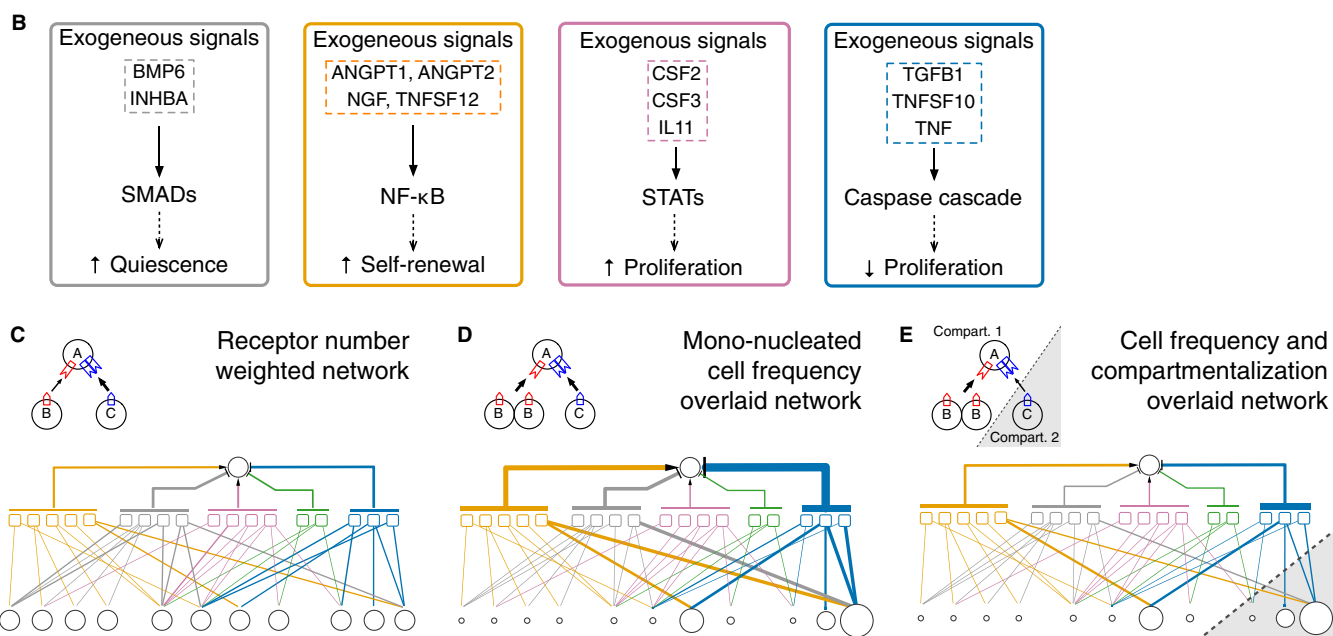 B
Exogeneous signals
BMP6
INHBA
SMADs
↑ Quiescence
Exogeneous signals
ANGPT1, ANGPT2
NGF, TNFSF12
NF-κB
↑ Self-renewal
Exogenous signals
CSF2
CSF3
IL11
STATs
↑ Proliferation
Exogeneous signals
TGFB1
TNFSF10
TNF
Caspase cascade
↓ Proliferation
C
A
B
C
Receptor number
weighted network
D
A
B
B
C
Mono-nucleated
cell frequency
overlaid network
E
Compart. 1
A
B
B
C
Compart. 2
Cell frequency and
compartmentalization
overlaid network